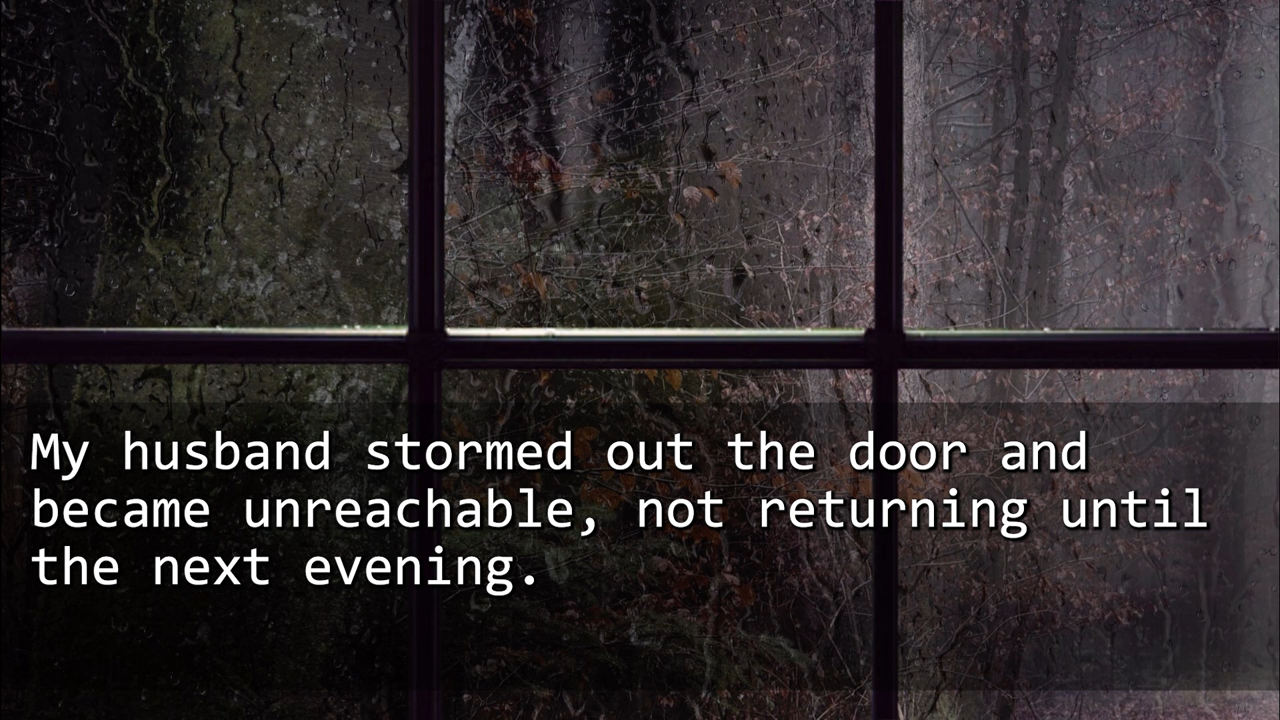 My husband stormed out the door and
became unreachable, not returning until
the next evening.